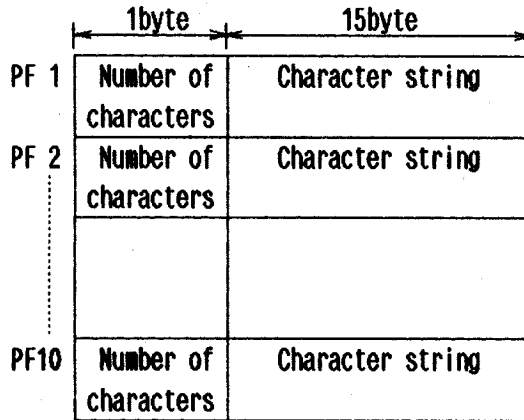 1byte 15byte
PF 1 Number of Character string
characters
PF 2 Number of Character string
characters
PF10 Number of Character string
characters